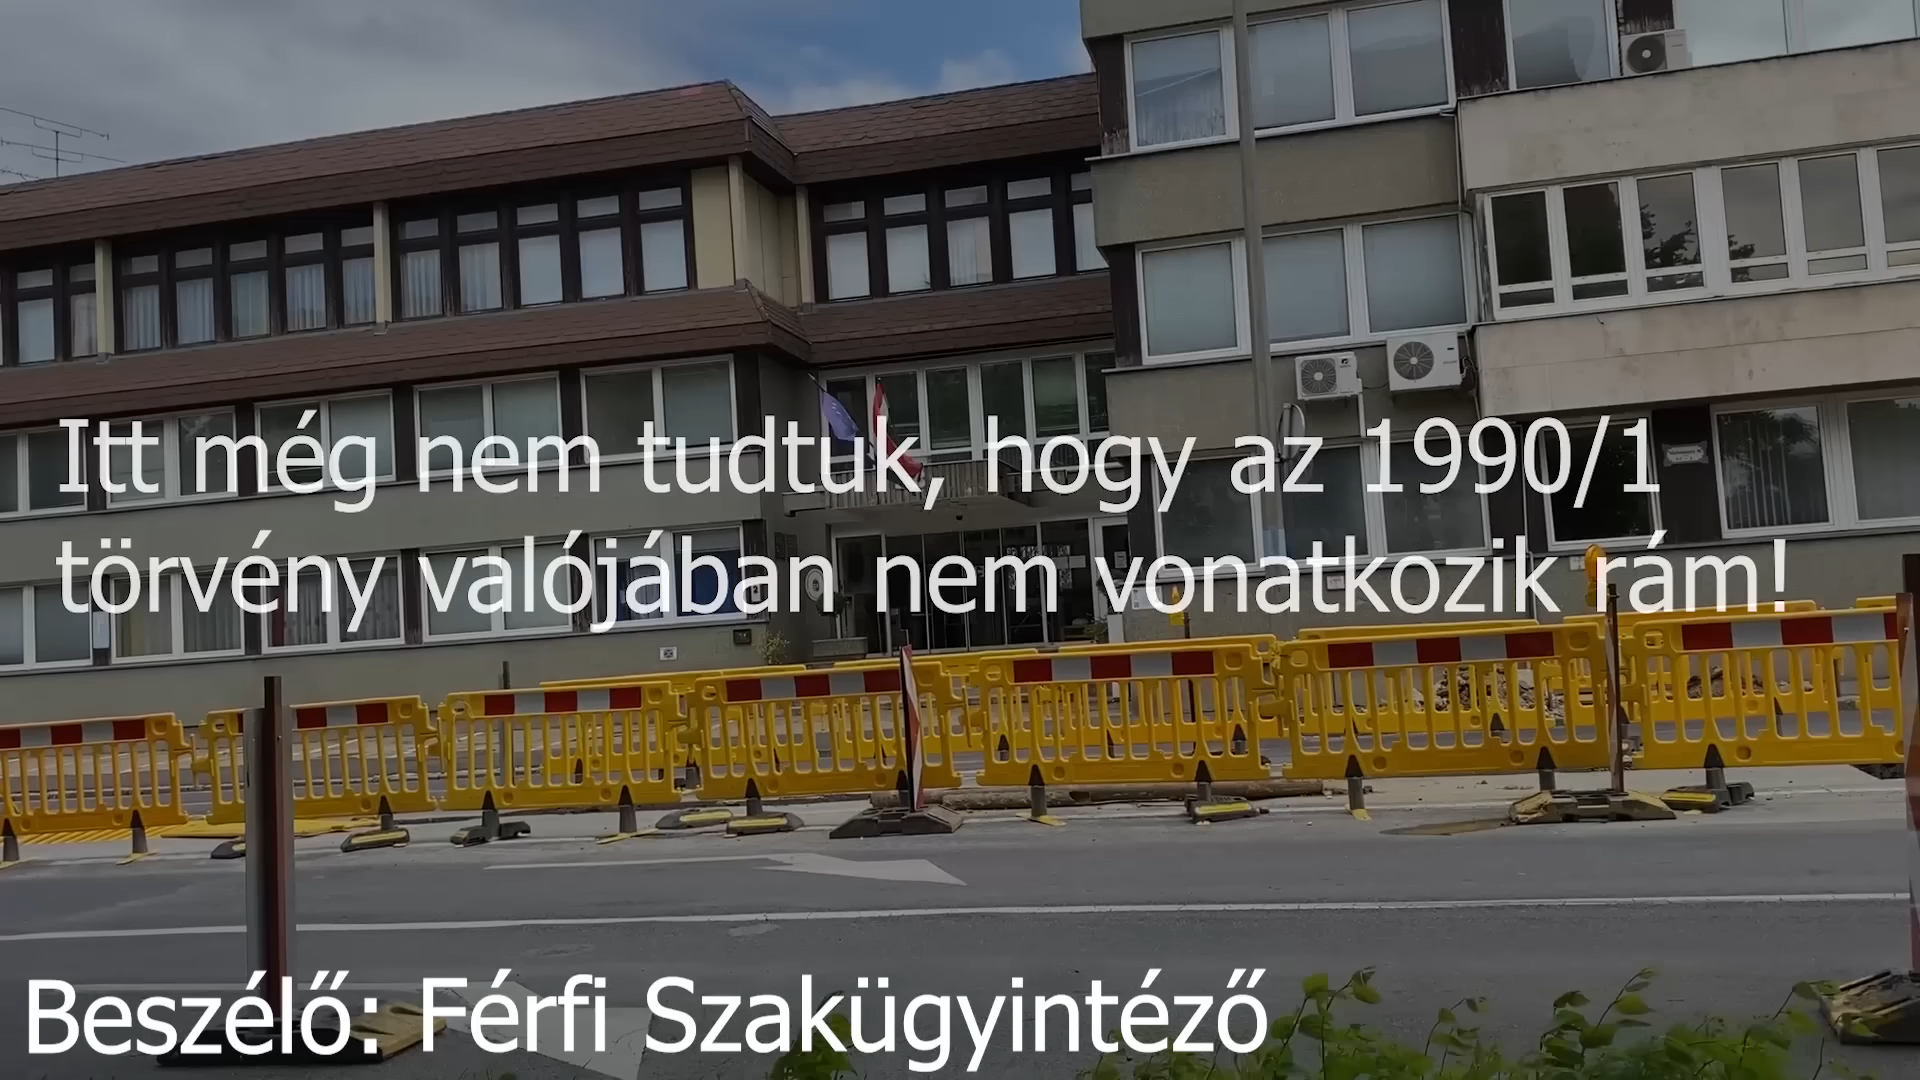 Itt még nem tudtuk, hogy az 1990/1
törvény valójában nem vonatkozik rám!
Beszélő: Férfi Szakügyintéző